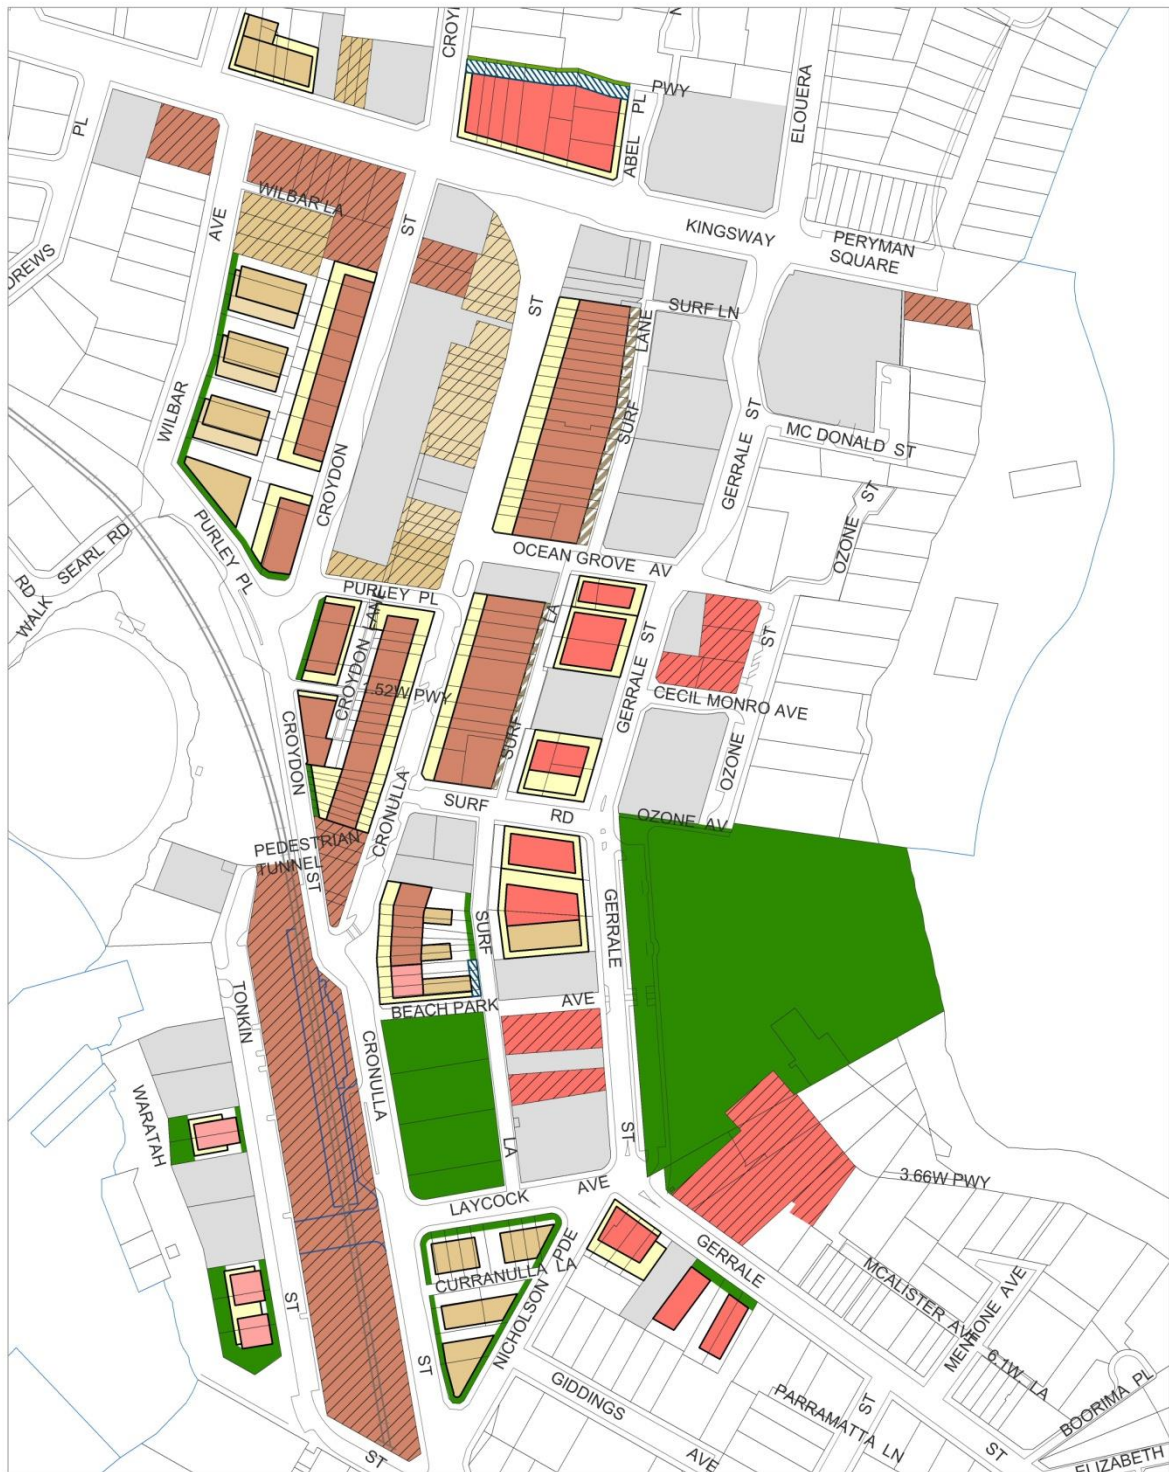 CROYD
N
PWY
PL
ABEL
ELOUERA
PL
DREWS
WILBAR LA
AVE
ST
KINGSWAY
PERYMAN
SQUARE
SURF LN
LANE
ST
SURF
WILBAR
CROYDON
GERRALE ST
MC DONALD ST
OZONE ST
SEARL RD
RD
WALK
PURLEY PL
OCEAN GROVE AV
PURLEY PL
CROYDON LANE
LA
GERRALE ST
ST
1.52W PWY
CECIL MONRO AVE
SURF
OZONE
CROYDON
ST
CRONULLA
SURF RD
OZONE AV
PEDESTRIAN
TUNNEL
SURF
GERRALE
TONKIN
BEACH PARK AVE
CRONULLA
WARATAH
LA
ST
LAYCOCK AVE
3.66W PWY
GERRALE
CURRANULLA LA
NICHOLSON PDE
MCALISTER AVE
MENTONE AVE
6.1W LA
ST
ST
GIDDINGS
AVE
PARRAMATTA LN
ST
BOORIMA PL
ST
ST
ELIZABETH